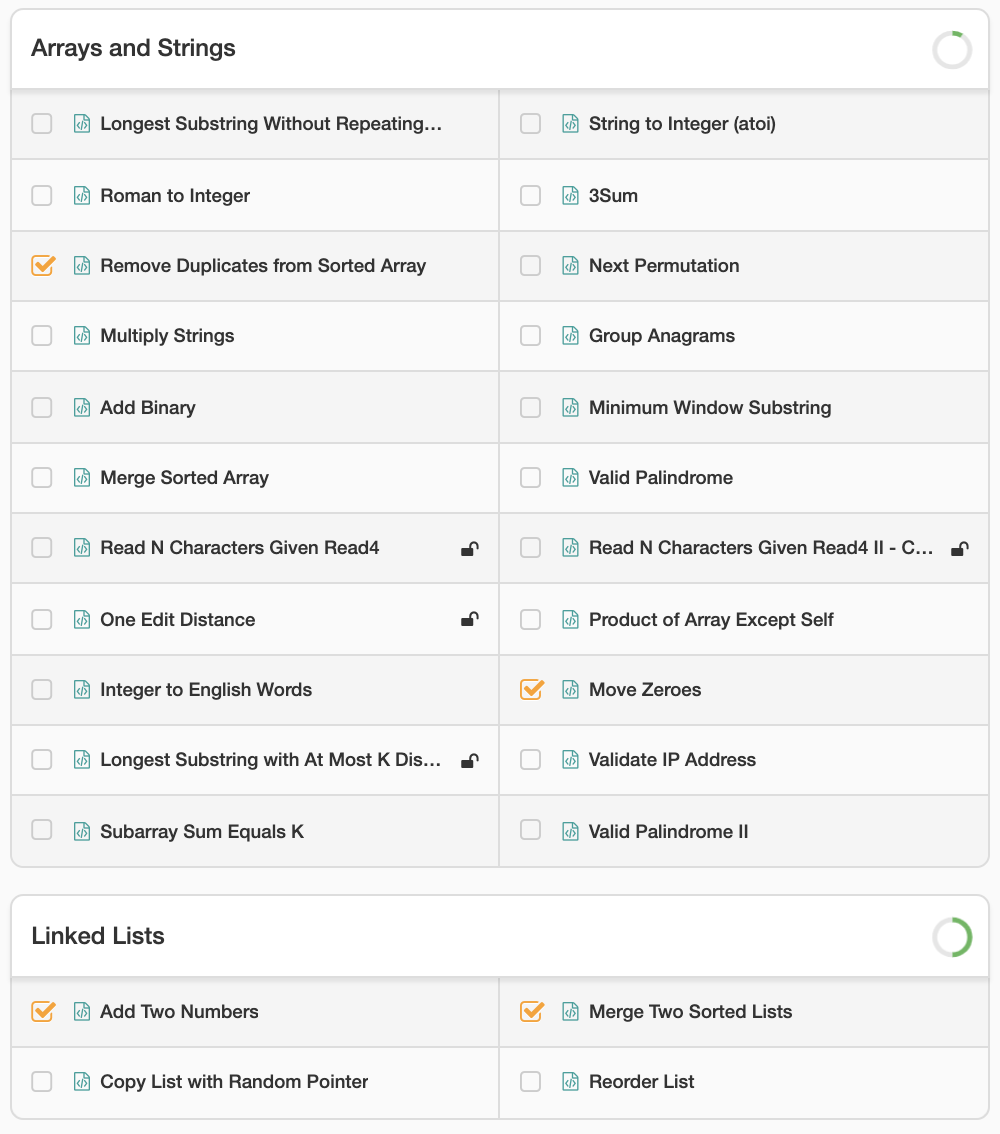 Arrays and Strings
Longest Substring Without Repeating...
String to Integer (atoi)
Roman to Integer
3Sum
Remove Duplicates from Sorted Array
Next Permutation
Multiply Strings
Group Anagrams
Add Binary
Minimum Window Substring
Merge Sorted Array
Valid Palindrome
Read N Characters Given Read4
Read N Characters Given Read4 II - C...
One Edit Distance
Product of Array Except Self
Integer to English Words
Move Zeroes
Longest Substring with At Most K Dis...
Validate IP Address
Subarray Sum Equals K
Valid Palindrome II
Linked Lists
Add Two Numbers
Merge Two Sorted Lists
Copy List with Random Pointer
Reorder List